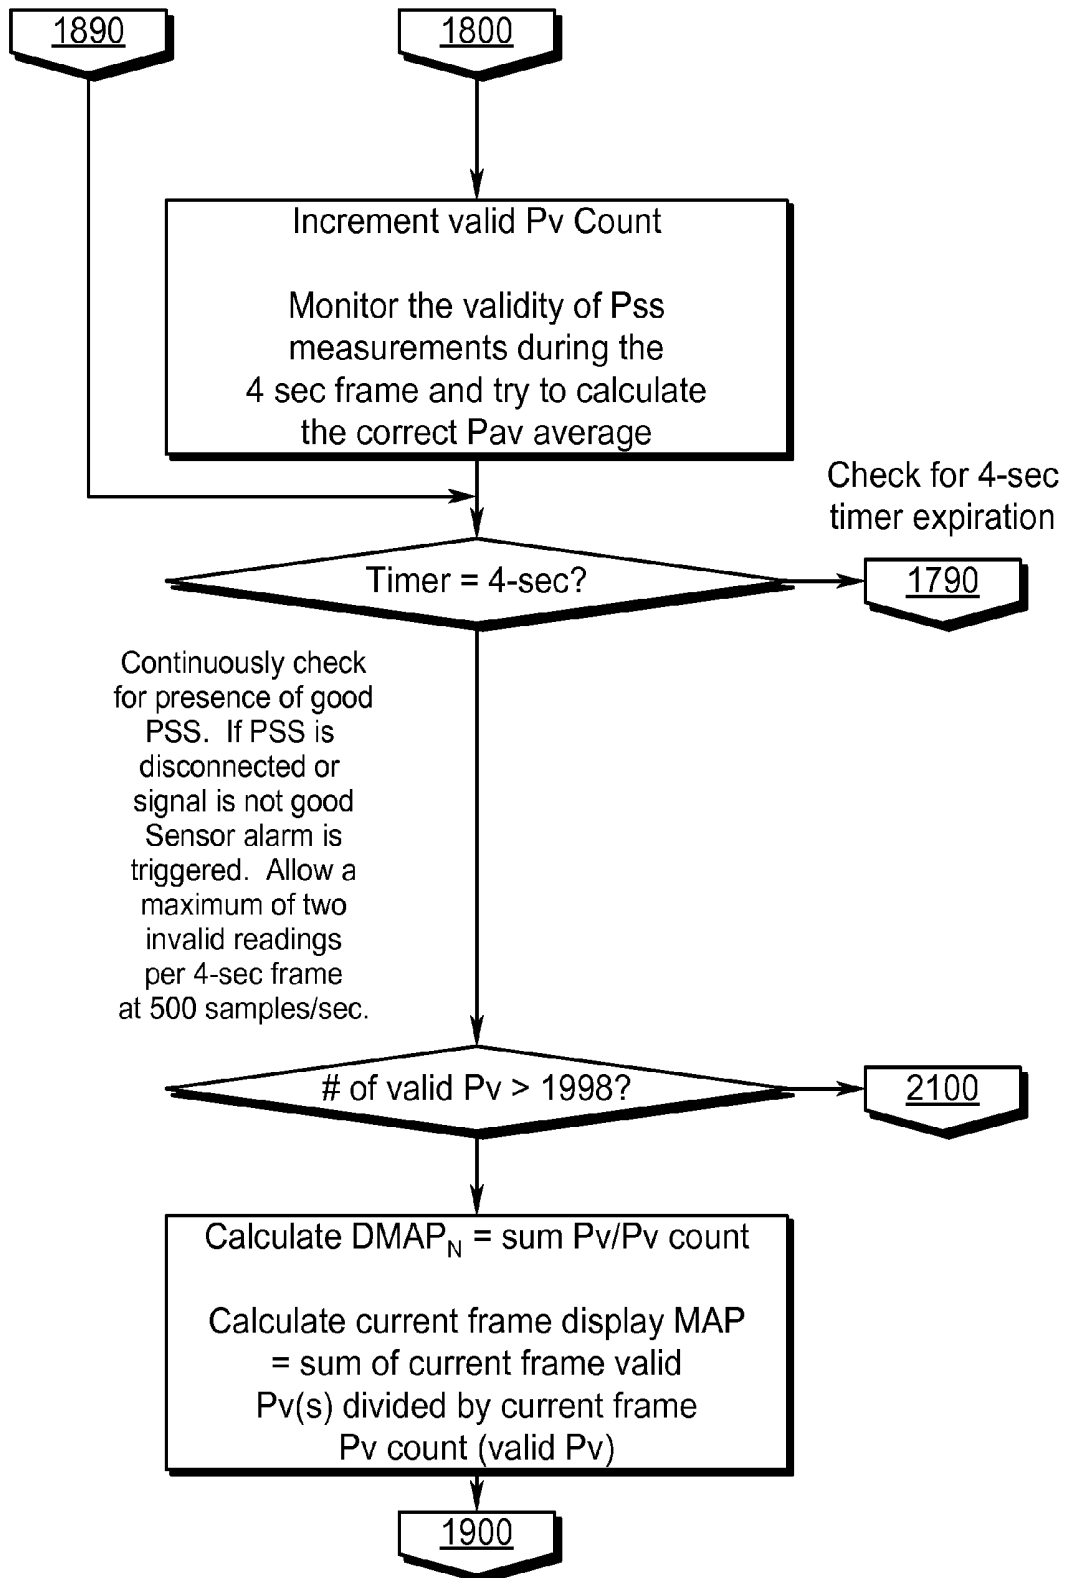 1890
1800
Increment valid Pv Count
Monitor the validity of Pss
measurements during the
4 sec frame and try to calculate
the correct Pav average
Check for 4-sec
timer expiration
Timer = 4-sec?
1790
Continuously check
for presence of good
PSS. If PSS is
disconnected or
signal is not good
Sensor alarm is
triggered. Allow a
maximum of two
invalid readings
per 4-sec frame
at 500 samples/sec.
# of valid Pv > 1998?
2100
Calculate DMAPN = sum Pv/Pv count
Calculate current frame display MAP
= sum of current frame valid
Pv(s) divided by current frame
Pv count (valid Pv)
1900